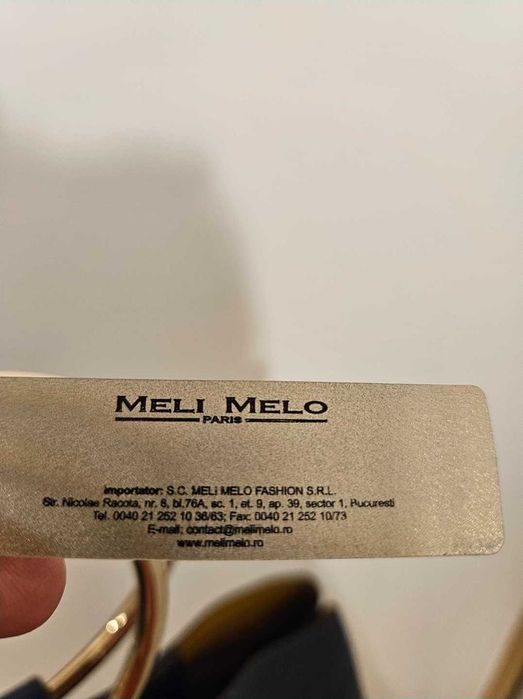 MELI MELO
PARIS
Importator: S.C. MELI MELO FASHION S.R.L.
Str. Nicolae Racota, nr. 8, bl.76A, sc. 1, et. 9, ap. 39, sector 1, Bucuresti
Tel. 0040 21 252 10 36/63; Fax: 0040 21 252 10/73
E-mail: contact@melimelo.ro
www.melimelo.ro